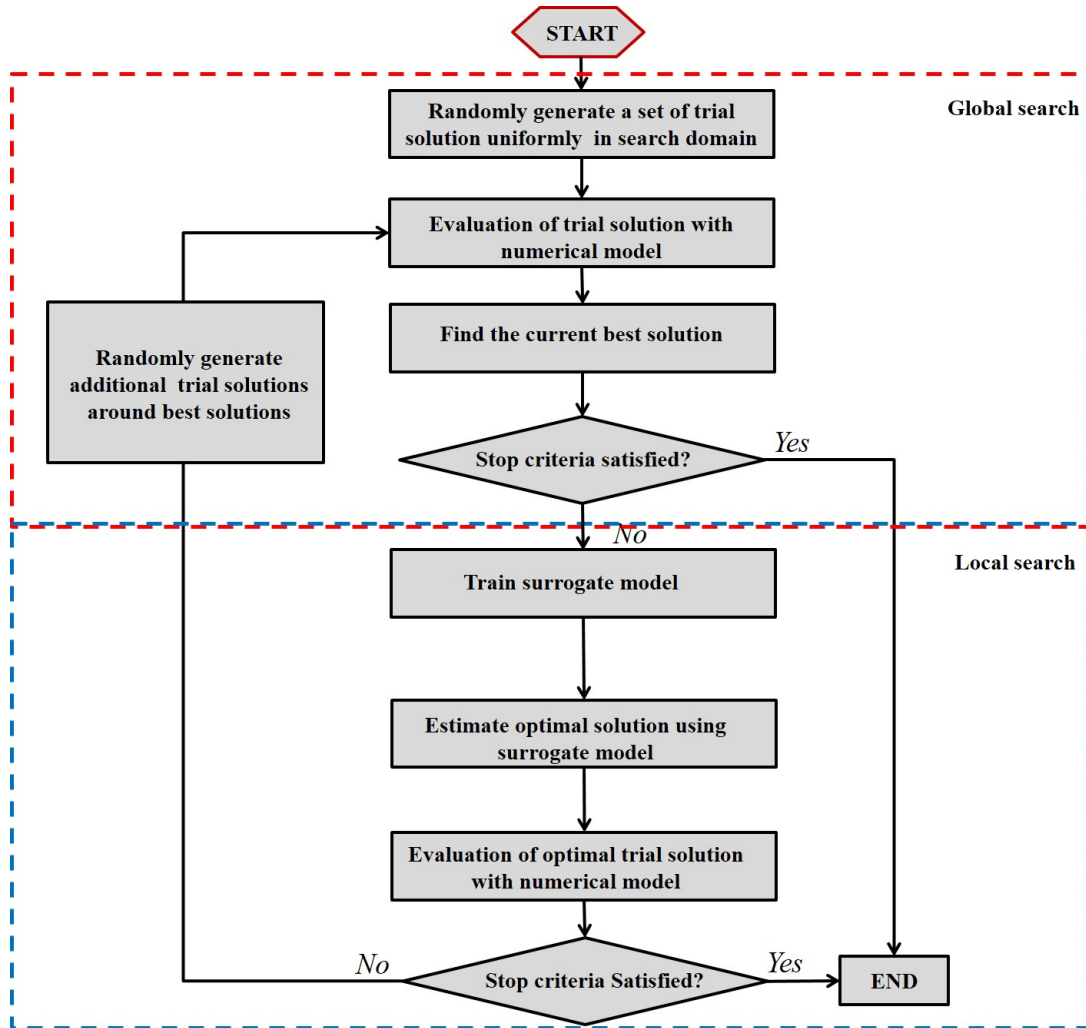 START
Global search
Randomly generate a set of trial
solution uniformly in search domain
Evaluation of trial solution with
numerical model
Find the current best solution
Randomly generate
additional trial solutions
around best solutions
Stop criteria satisfied?
Yes
No
Local search
Train surrogate model
Estimate optimal solution using
surrogate model
Evaluation of optimal trial solution
with numerical model
No
Stop criteria Satisfied?
Yes
END